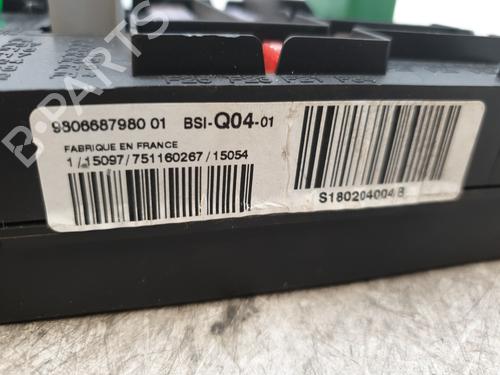 9806687980 01 BSI-Q04-01
FABRIQUE EN FRANCE
1/15097/751160267/15054
S180204004B
B-PARTS